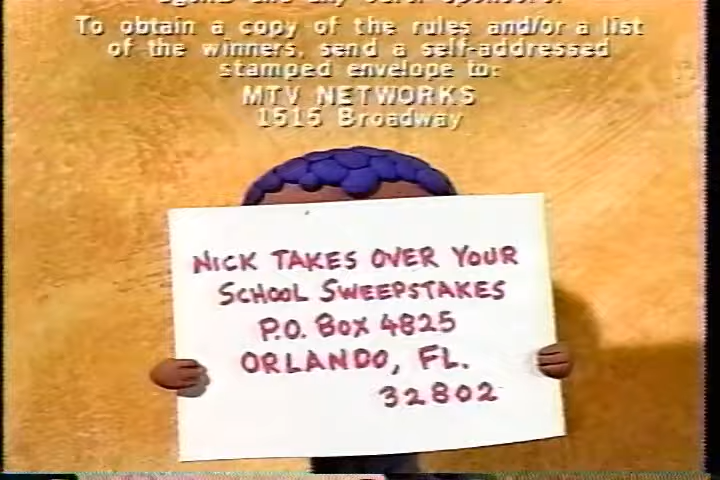 To obtain a copy of the rules and/or a list
of the winners, send a self-addressed
stamped envelope to:
MTV NETWORKS
1515 Broadway
NICK TAKES OVER YOUR
SCHOOL SWEEPSTAKES
P.O. BOX 4825
ORLANDO, FL.
32802